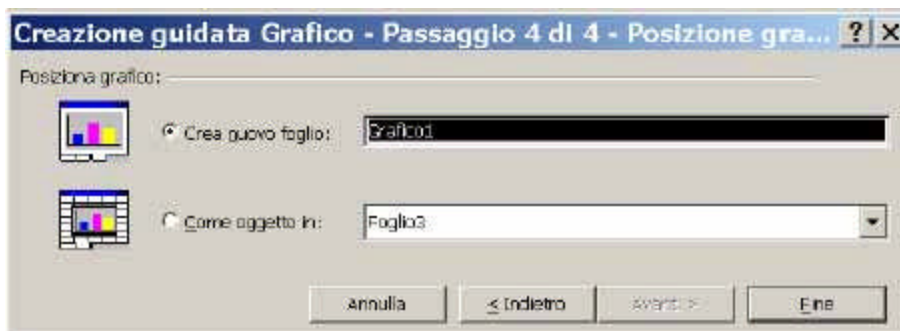 Creazione guidata Grafico - Passaggio 4 di 4 - Posizione gra... ? ×
Posiziona grafico:
Crea nuovo foglio: Grafico1
Come oggetto in: Foglio3
Annulla < Indietro Avanti > Fine